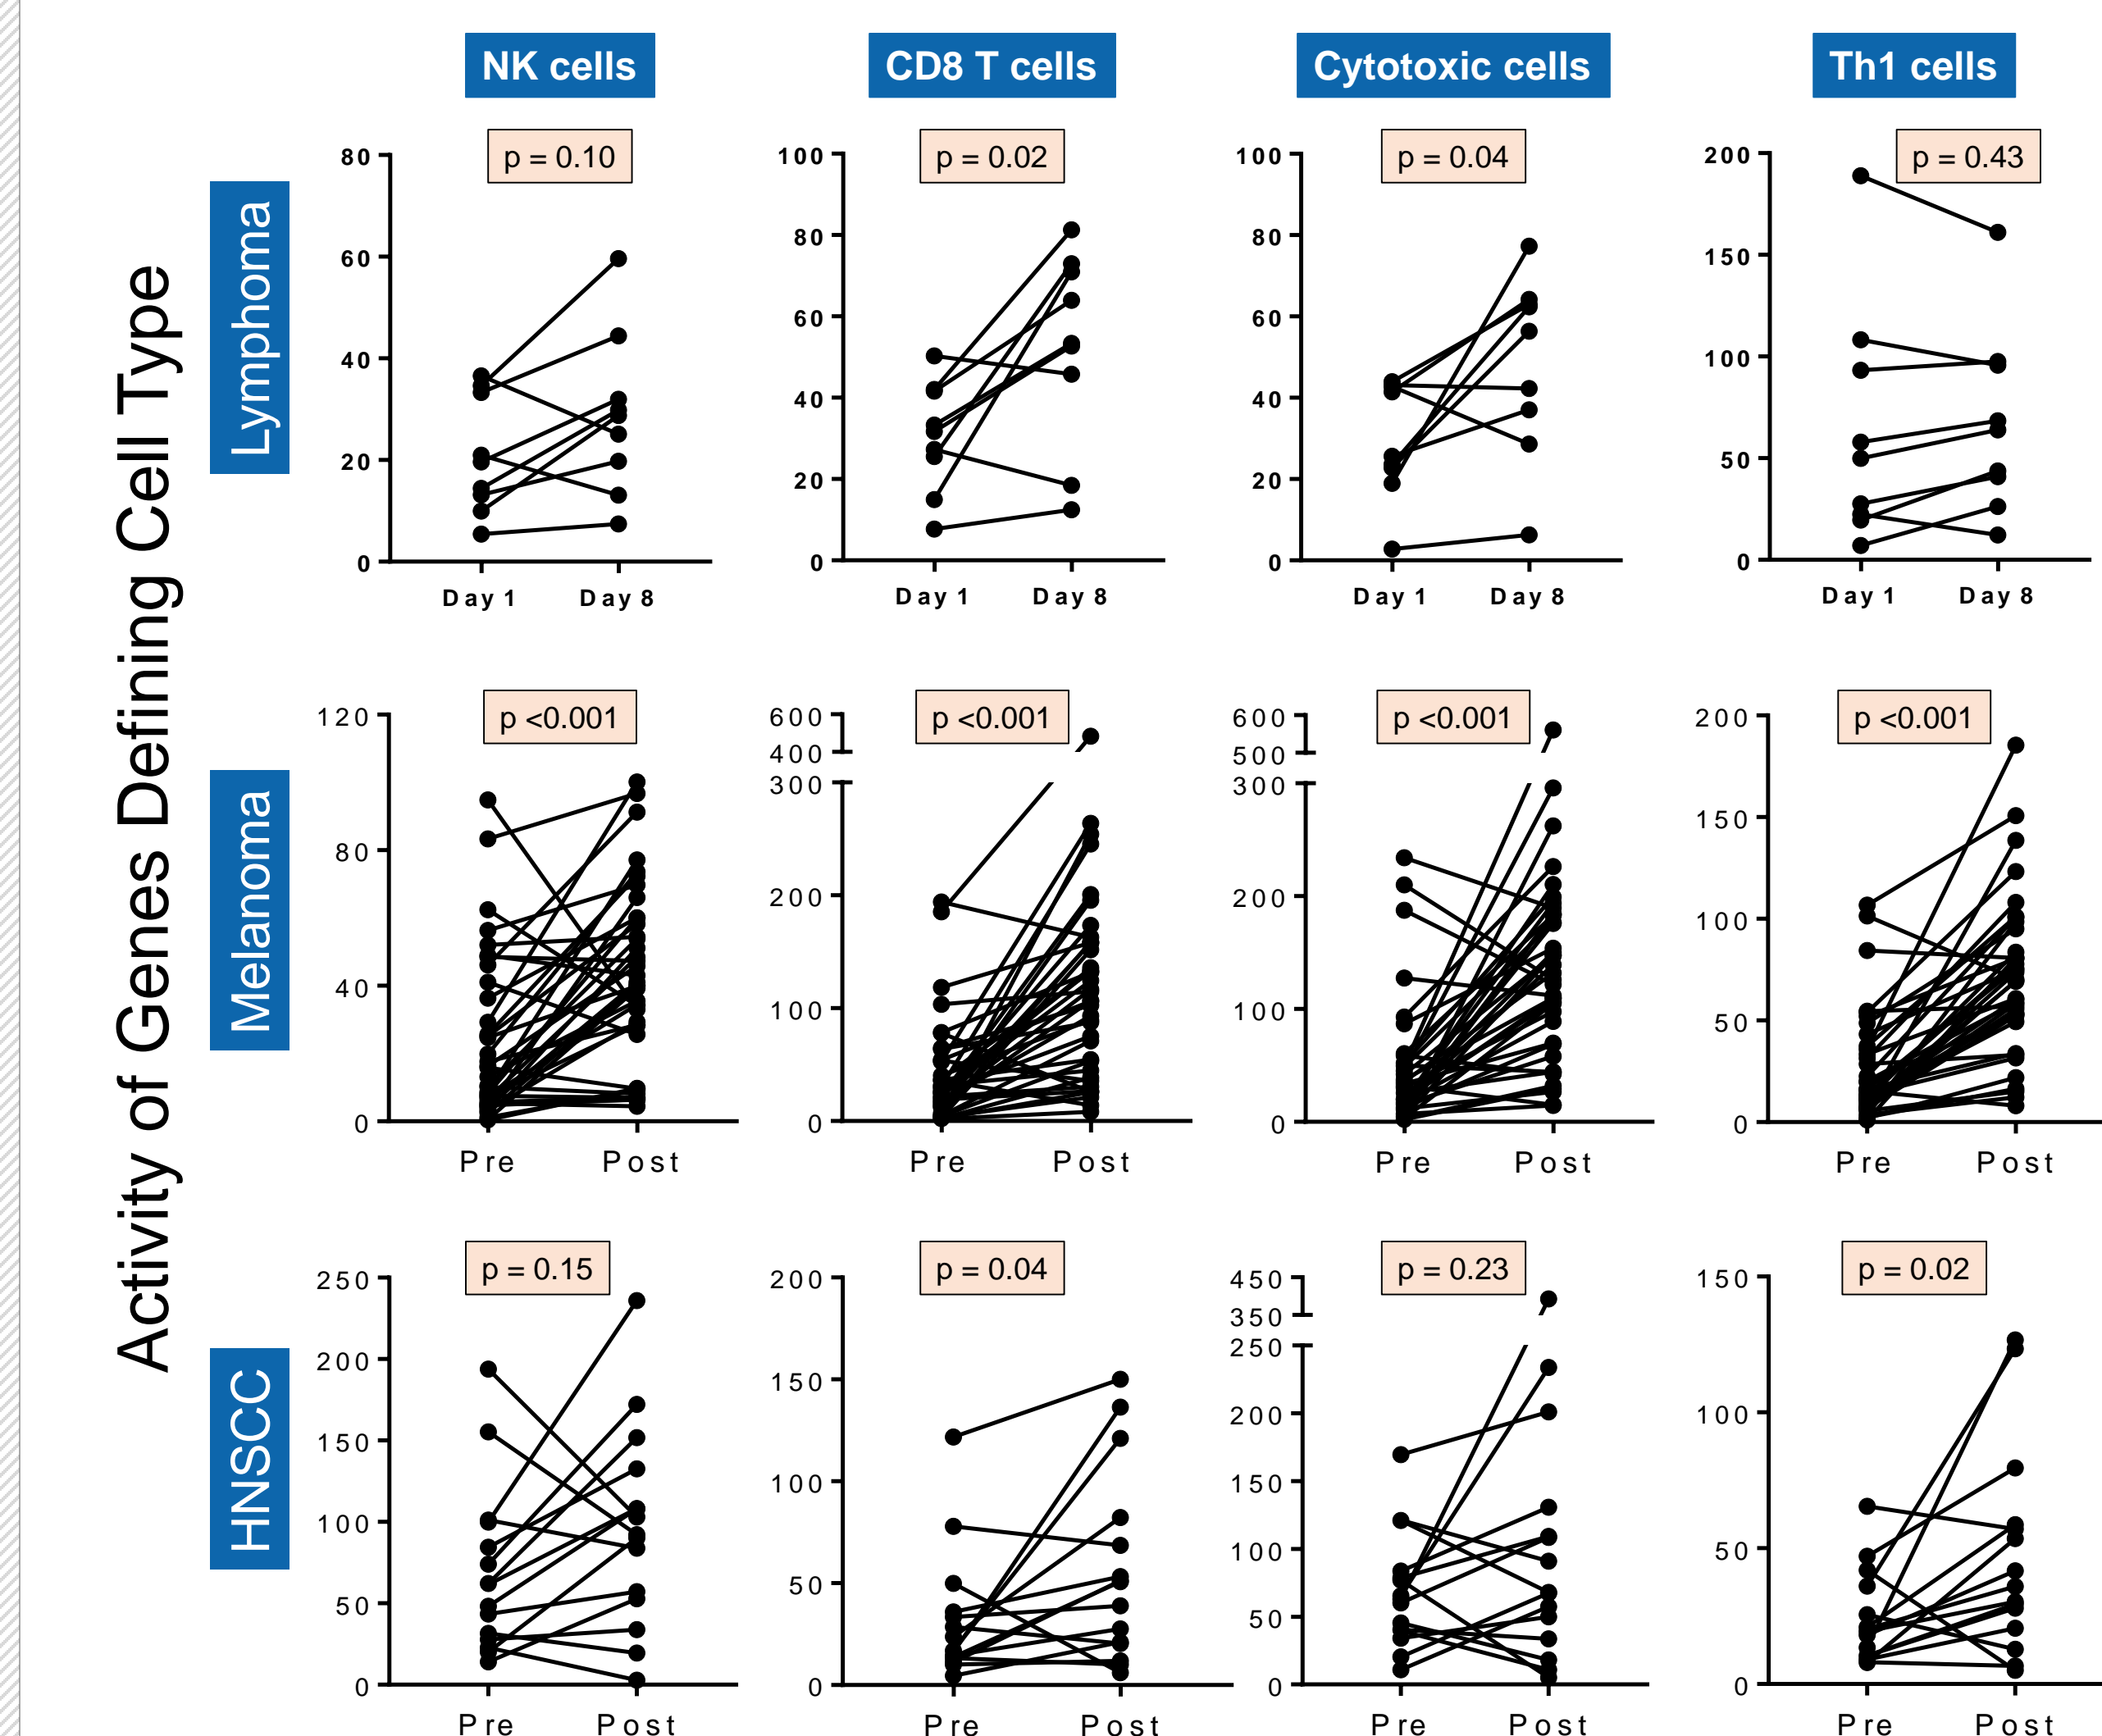 NK cells
CD8 T cells
Cytotoxic cells
Th1 cells
Activity of Genes Defining Cell Type
Lymphoma
p = 0.10
80
60
40
20
0
Day 1
Day 8
p = 0.02
100
80
60
40
20
0
Day 1
Day 8
p = 0.04
100
80
60
40
20
0
Day 1
Day 8
p = 0.43
200
150
100
50
0
Day 1
Day 8
Melanoma
p <0.001
120
80
40
0
Pre
Post
p <0.001
600
400
300
200
100
0
Pre
Post
p <0.001
600
500
300
200
100
0
Pre
Post
p <0.001
200
150
100
50
0
Pre
Post
HNSCC
p = 0.15
250
200
150
100
50
0
Pre
Post
p = 0.04
200
150
100
50
0
Pre
Post
p = 0.23
450
350
250
200
150
100
50
0
Pre
Post
p = 0.02
150
100
50
0
Pre
Post